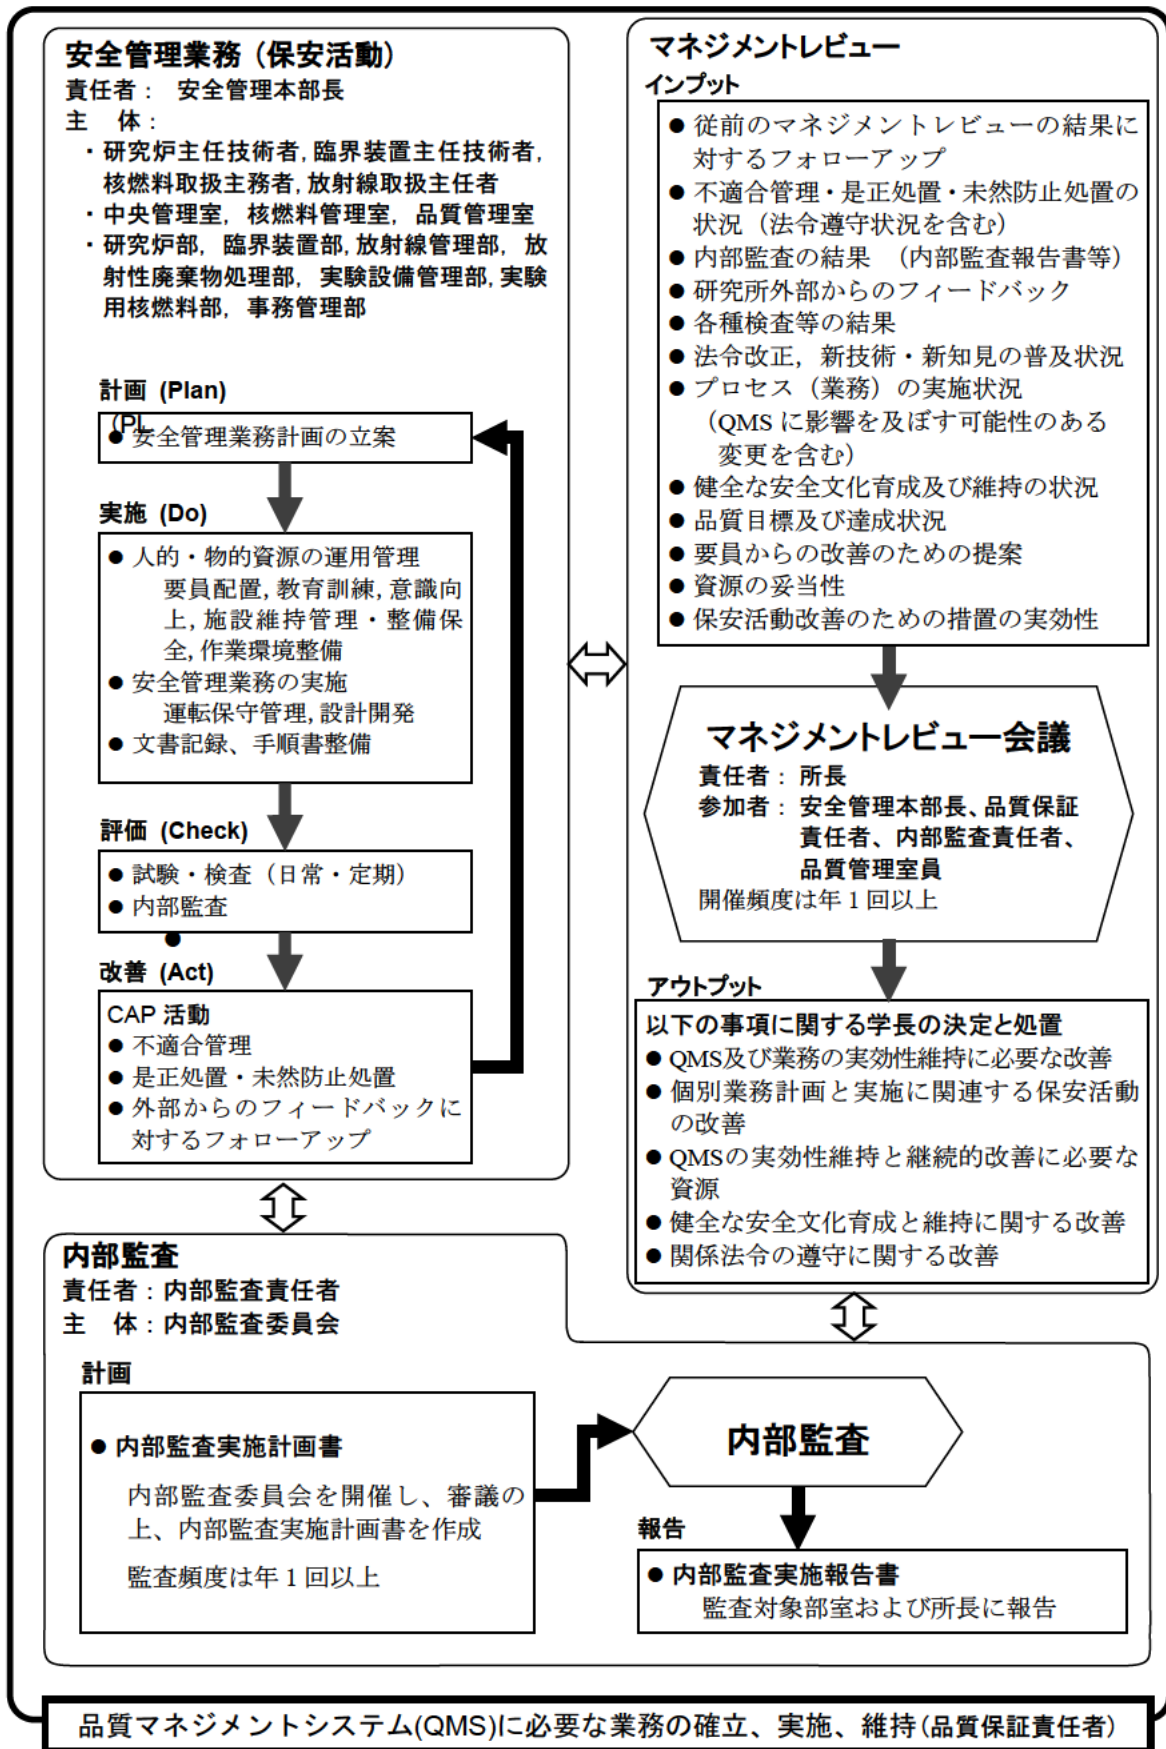 安全管理業務（保安活動）
責任者： 安全管理本部長
主　体：
・研究炉主任技術者，臨界装置主任技術者，
核燃料取扱主務者，放射線取扱主任者
・中央管理室，核燃料管理室，品質管理室
・研究炉部，臨界装置部，放射線管理部，放
射性廃棄物処理部，実験設備管理部，実験
用核燃料部，事務管理部
計画 (Plan)
（PL
● 安全管理業務計画の立案
実施 (Do)
● 人的・物的資源の運用管理
要員配置，教育訓練，意識向
上，施設維持管理・整備保
全，作業環境整備
● 安全管理業務の実施
運転保守管理，設計開発
● 文書記録、手順書整備
評価 (Check)
● 試験・検査（日常・定期）
● 内部監査
●
改善 (Act)
CAP 活動
● 不適合管理
● 是正処置・未然防止処置
● 外部からのフィードバックに
対するフォローアップ
マネジメントレビュー
インプット
● 従前のマネジメントレビューの結果に
対するフォローアップ
● 不適合管理・是正処置・未然防止処置の
状況（法令遵守状況を含む）
● 内部監査の結果　（内部監査報告書等）
● 研究所外部からのフィードバック
● 各種検査等の結果
● 法令改正，新技術・新知見の普及状況
● プロセス（業務）の実施状況
（QMS に影響を及ぼす可能性のある
変更を含む）
● 健全な安全文化育成及び維持の状況
● 品質目標及び達成状況
● 要員からの改善のための提案
● 資源の妥当性
● 保安活動改善のための措置の実効性
マネジメントレビュー会議
責任者： 所長
参加者： 安全管理本部長、品質保証
責任者、内部監査責任者、
品質管理室員
開催頻度は年 1 回以上
アウトプット
以下の事項に関する学長の決定と処置
● QMS及び業務の実効性維持に必要な改善
● 個別業務計画と実施に関連する保安活動
の改善
● QMSの実効性維持と継続的改善に必要な
資源
● 健全な安全文化育成と維持に関する改善
● 関係法令の遵守に関する改善
内部監査
責任者：内部監査責任者
主　体：内部監査委員会
計画
● 内部監査実施計画書
内部監査委員会を開催し、審議の
上、内部監査実施計画書を作成
監査頻度は年 1 回以上
内部監査
報告
● 内部監査実施報告書
監査対象部室および所長に報告
品質マネジメントシステム(QMS)に必要な業務の確立、実施、維持(品質保証責任者)